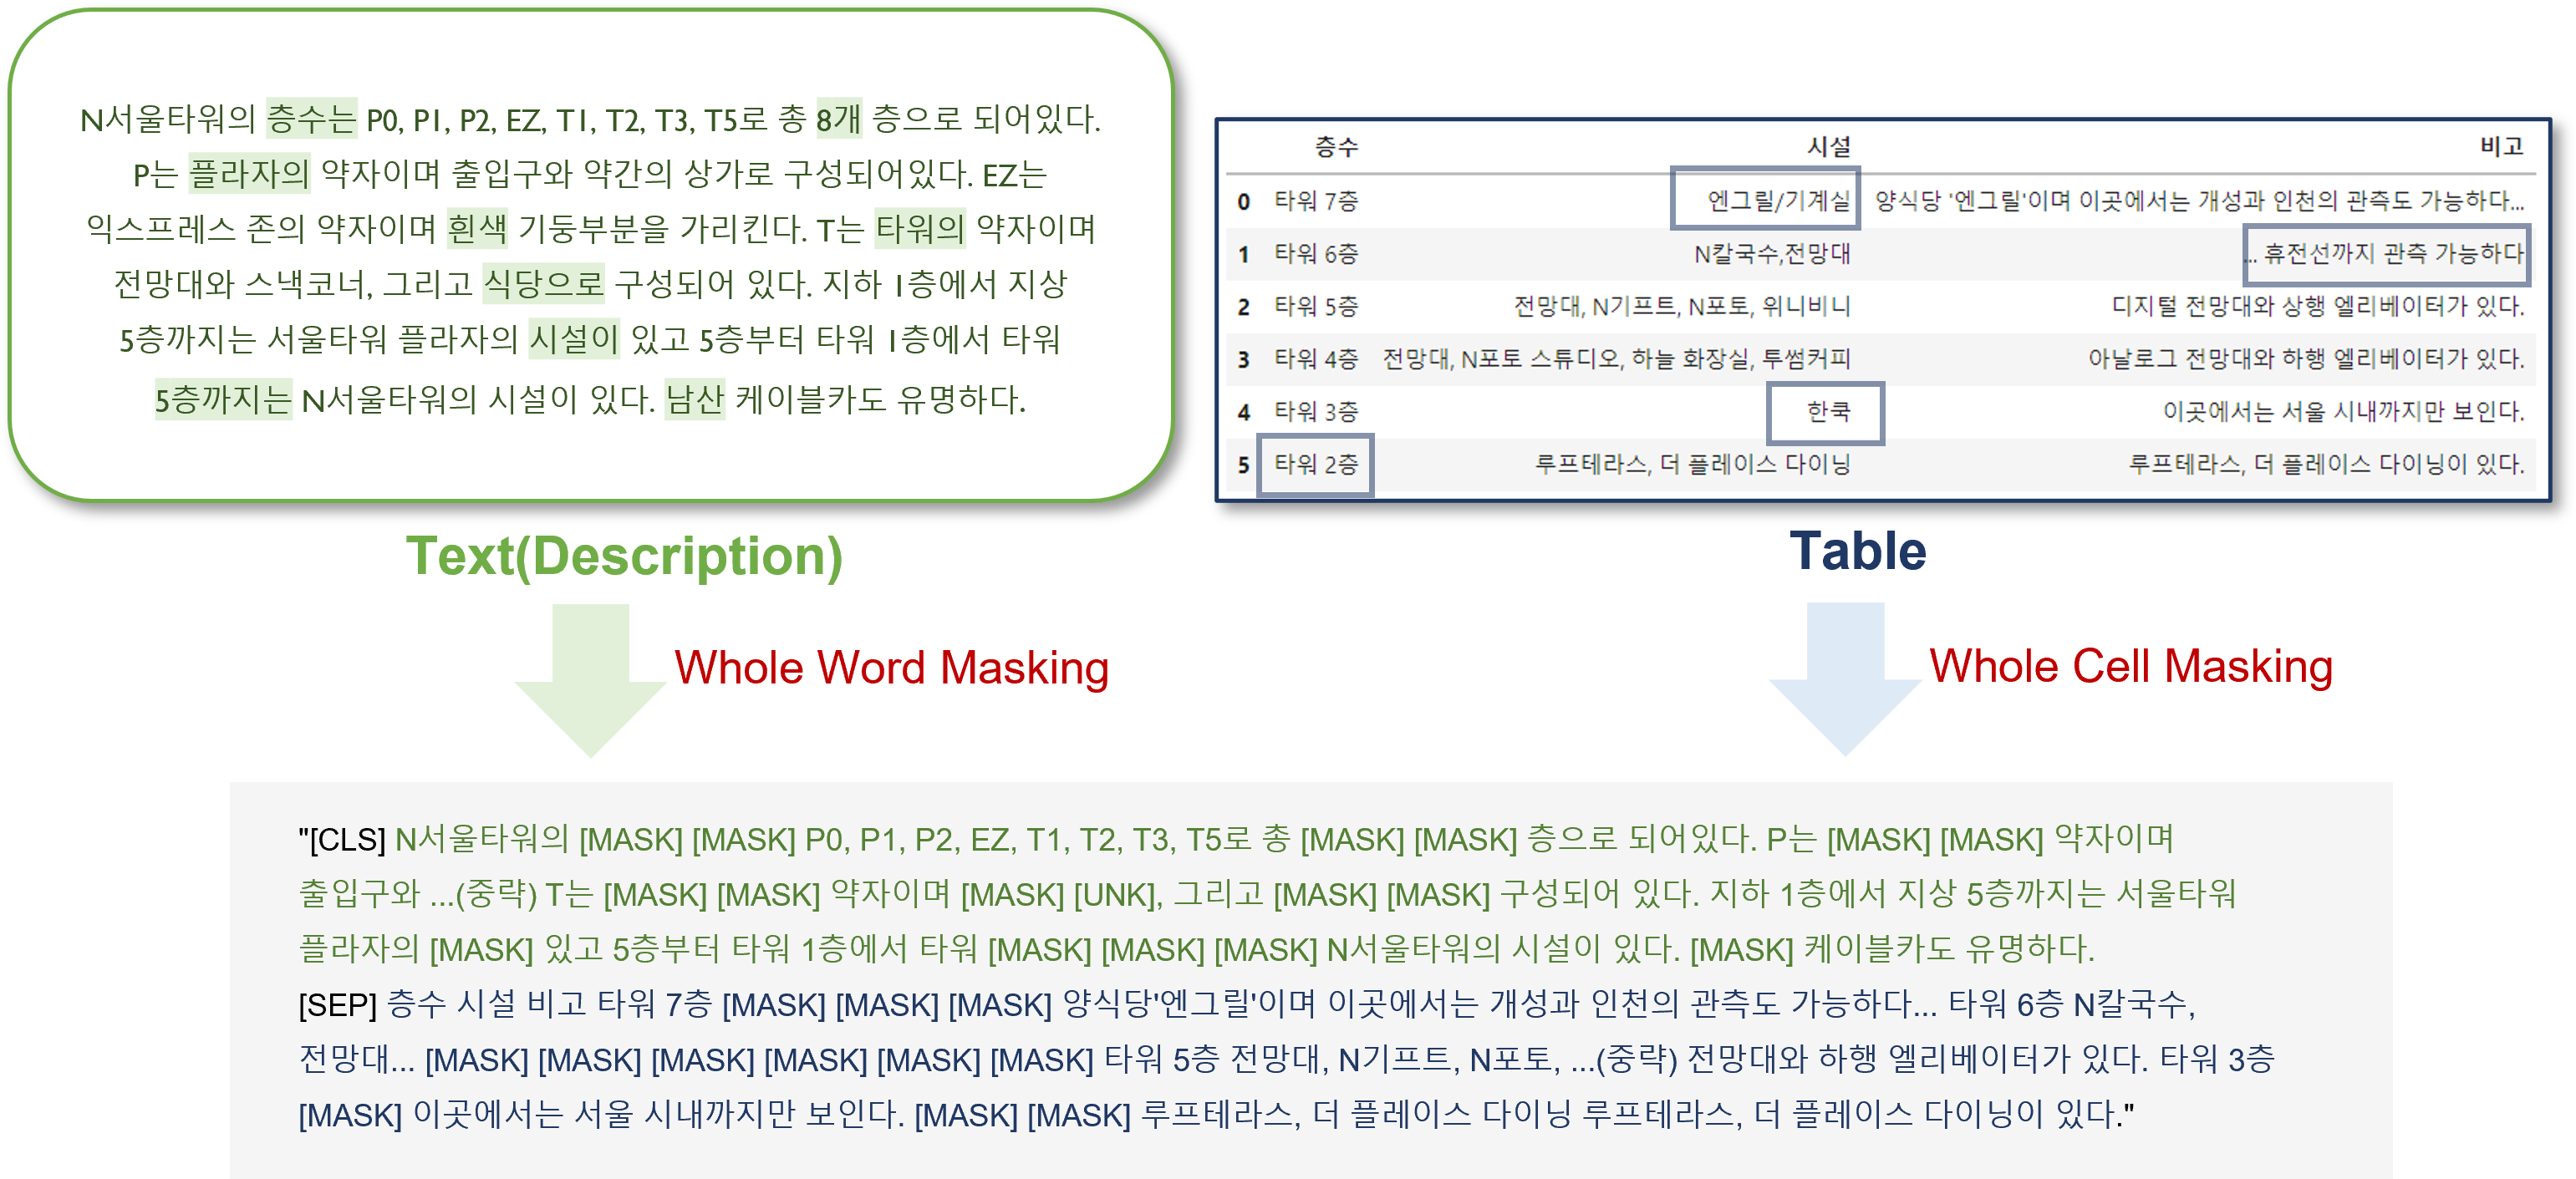 N서울타워의 층수는 P0, P1, P2, EZ, T1, T2, T3, T5로 총 8개 층으로 되어있다.
P는 플라자의 약자이며 출입구와 약간의 상가로 구성되어있다. EZ는
익스프레스 존의 약자이며 흰색 기둥부분을 가리킨다. T는 타워의 약자이며
전망대와 스낵코너, 그리고 식당으로 구성되어 있다. 지하 1층에서 지상
5층까지는 서울타워 플라자의 시설이 있고 5층부터 타워 1층에서 타워
5층까지는 N서울타워의 시설이 있다. 남산 케이블카도 유명하다.
Text(Description)
층수 시설 비고
0 타워 7층 엔그릴/기계실 양식당 '엔그릴'이며 이곳에서는 개성과 인천의 관측도 가능하다...
1 타워 6층 N칼국수,전망대 ... 휴전선까지 관측 가능하다
2 타워 5층 전망대, N기프트, N포토, 위니비니 디지털 전망대와 상행 엘리베이터가 있다.
3 타워 4층 전망대, N포토 스튜디오, 하늘 화장실, 투썸커피 아날로그 전망대와 하행 엘리베이터가 있다.
4 타워 3층 한쿡 이곳에서는 서울 시내까지만 보인다.
5 타워 2층 루프테라스, 더 플레이스 다이닝 루프테라스, 더 플레이스 다이닝이 있다.
Table
Whole Word Masking
Whole Cell Masking
"[CLS] N서울타워의 [MASK] [MASK] P0, P1, P2, EZ, T1, T2, T3, T5로 총 [MASK] [MASK] 층으로 되어있다. P는 [MASK] [MASK] 약자이며
출입구와 ...(중략) T는 [MASK] [MASK] 약자이며 [MASK] [UNK], 그리고 [MASK] [MASK] 구성되어 있다. 지하 1층에서 지상 5층까지는 서울타워
플라자의 [MASK] 있고 5층부터 타워 1층에서 타워 [MASK] [MASK] [MASK] N서울타워의 시설이 있다. [MASK] 케이블카도 유명하다.
[SEP] 층수 시설 비고 타워 7층 [MASK] [MASK] [MASK] 양식당'엔그릴'이며 이곳에서는 개성과 인천의 관측도 가능하다... 타워 6층 N칼국수,
전망대... [MASK] [MASK] [MASK] [MASK] [MASK] [MASK] 타워 5층 전망대, N기프트, N포토, ...(중략) 전망대와 하행 엘리베이터가 있다. 타워 3층
[MASK] 이곳에서는 서울 시내까지만 보인다. [MASK] [MASK] 루프테라스, 더 플레이스 다이닝 루프테라스, 더 플레이스 다이닝이 있다."